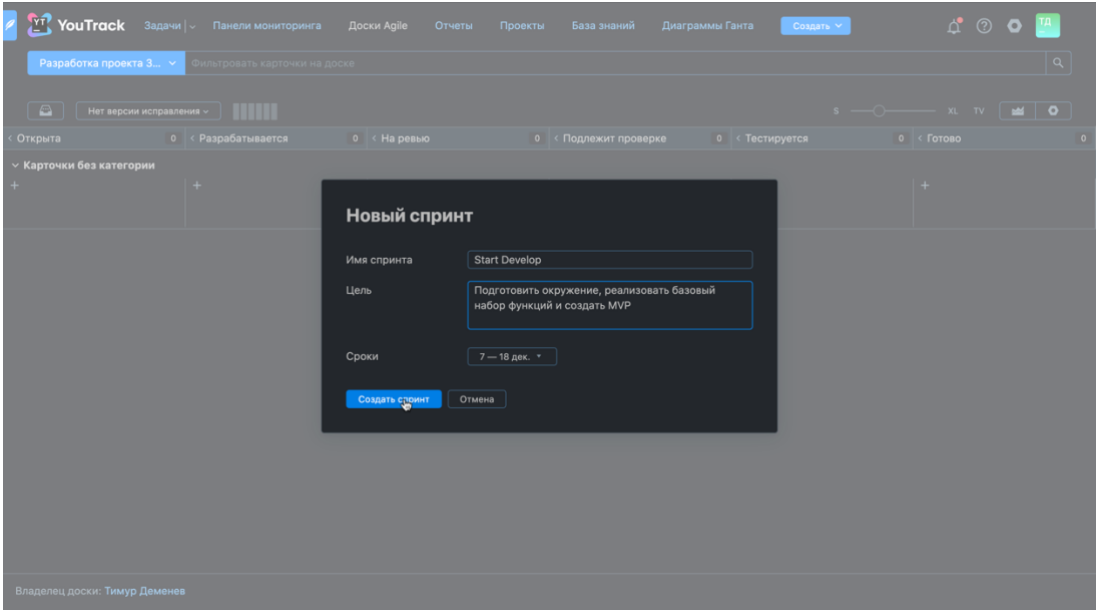 YT YouTrack Задачи Панели мониторинга Доски Agile Отчеты Проекты База знаний Диаграммы Ганта Создать ТД
Разработка проекта З... Фильтровать карточки на доске
Нет версии исправления S XL TV
Открыта 0 Разрабатывается 0 На ревью 0 Подлежит проверке 0 Тестируется 0 Готово 0
Карточки без категории
Новый спринт
Имя спринта Start Develop
Цель Подготовить окружение, реализовать базовый
набор функций и создать MVP
Сроки 7 — 18 дек.
Создать спринт Отмена
Владелец доски: Тимур Деменев